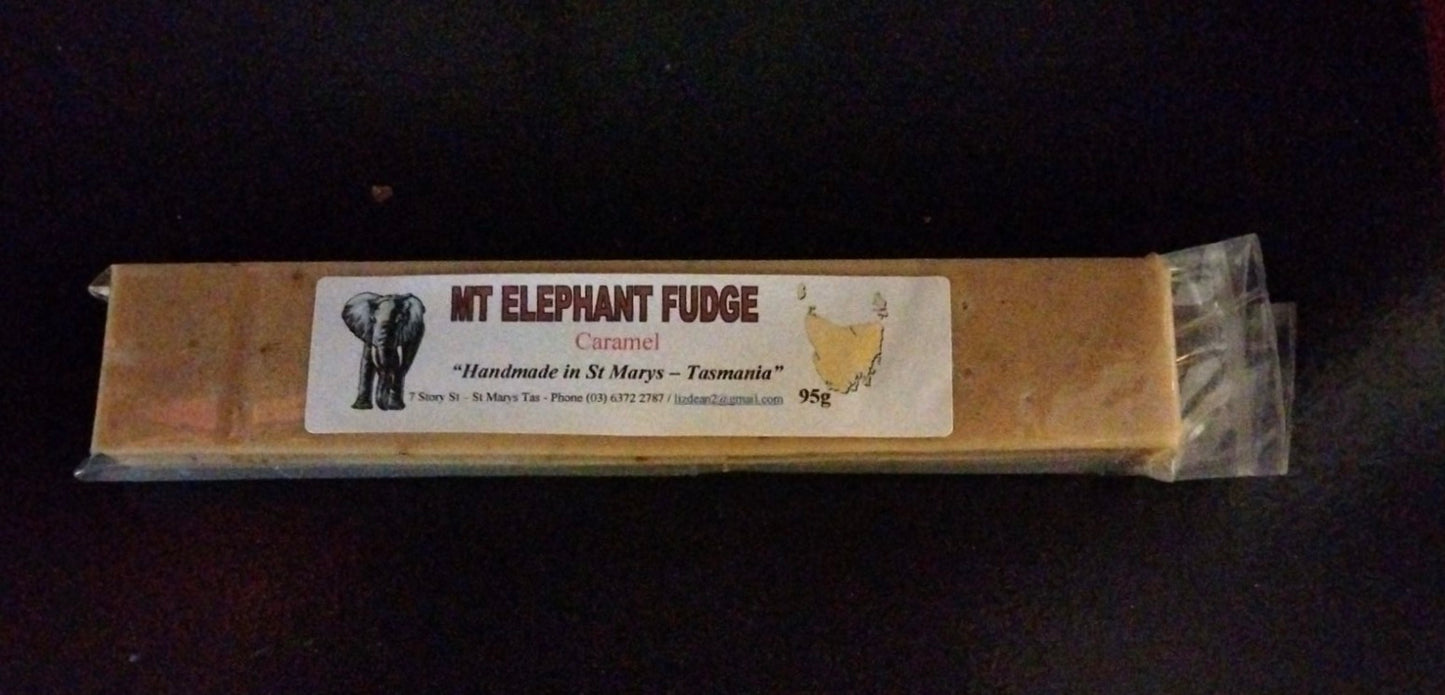 MT ELEPHANT FUDGE
Caramel
“Handmade in St Marys – Tasmania”
7 Story St - St Marys Tas - Phone (03) 6372 2787 / lizdean2@gmail.com
95g